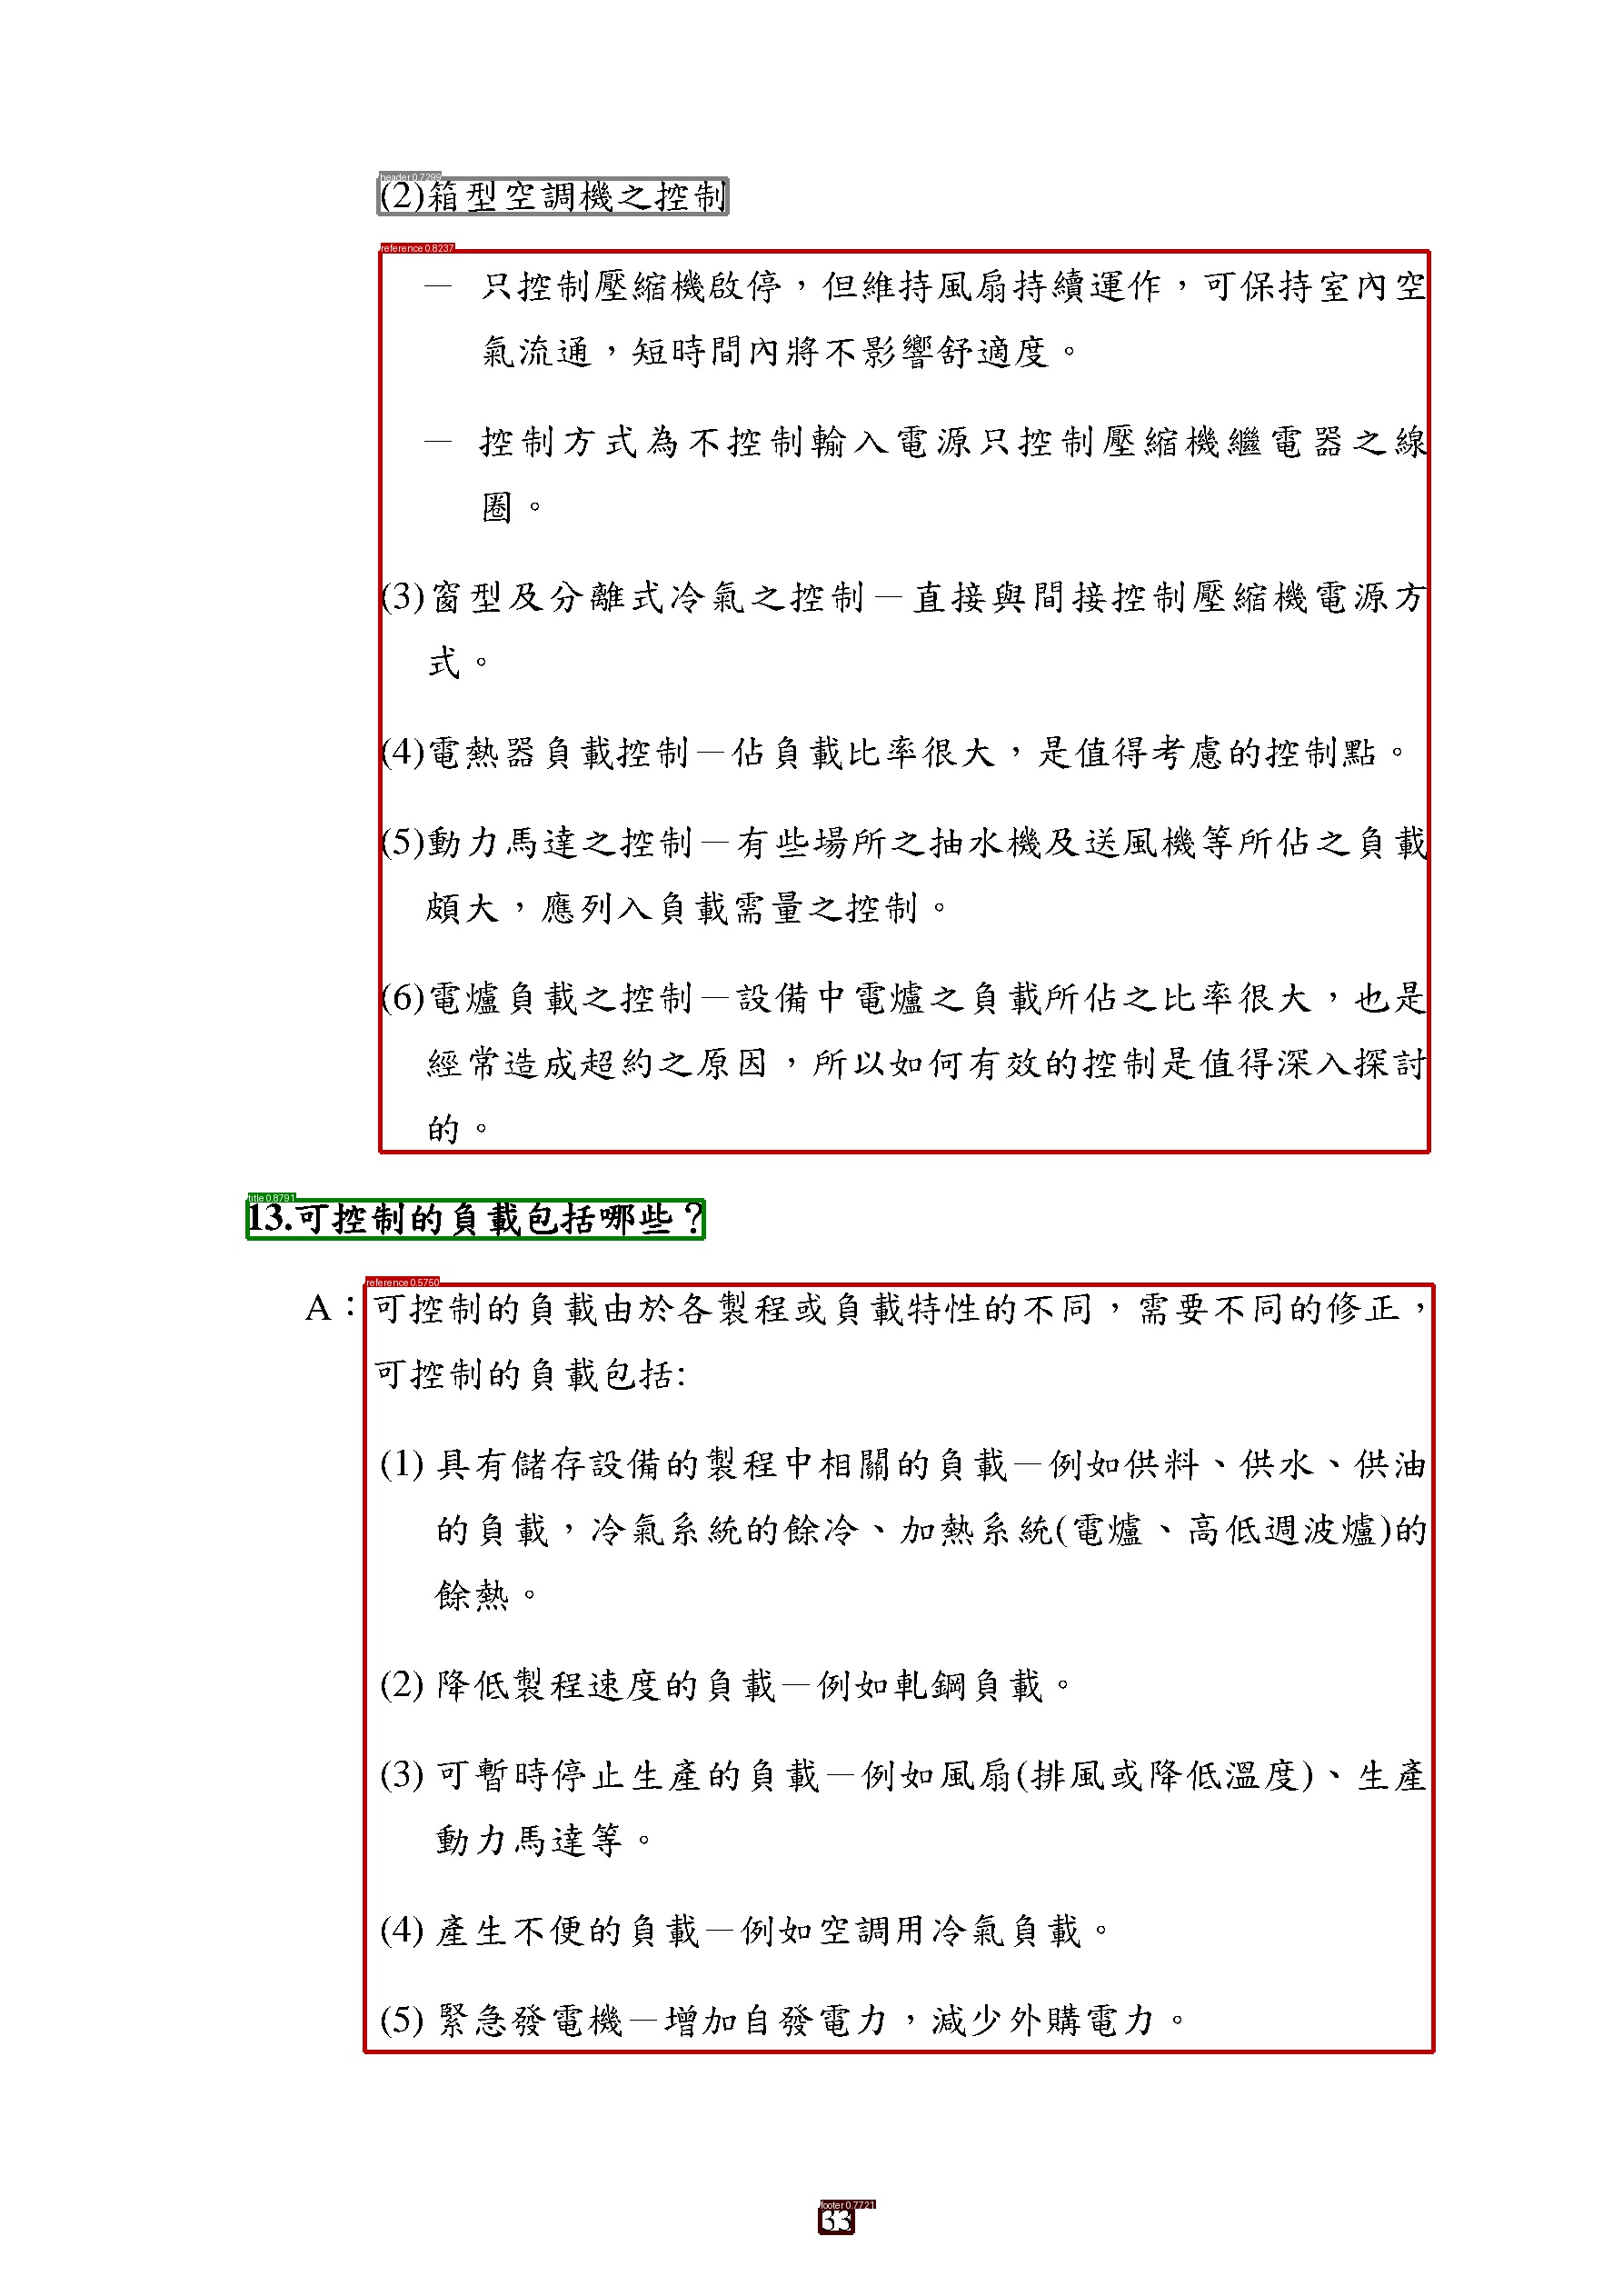 header 0.7299
(2)箱型空調機之控制
reference 0.8237
－ 只控制壓縮機啟停，但維持風扇持續運作，可保持室內空
氣流通，短時間內將不影響舒適度。
－ 控制方式為不控制輸入電源只控制壓縮機繼電器之線
圈。
(3)窗型及分離式冷氣之控制－直接與間接控制壓縮機電源方
式。
(4)電熱器負載控制－佔負載比率很大，是值得考慮的控制點。
(5)動力馬達之控制－有些場所之抽水機及送風機等所佔之負載
頗大，應列入負載需量之控制。
(6)電爐負載之控制－設備中電爐之負載所佔之比率很大，也是
經常造成超約之原因，所以如何有效的控制是值得深入探討
的。
title 0.8791
13.可控制的負載包括哪些？
reference 0.5750
A：可控制的負載由於各製程或負載特性的不同，需要不同的修正，
可控制的負載包括:
(1) 具有儲存設備的製程中相關的負載－例如供料、供水、供油
的負載，冷氣系統的餘冷、加熱系統(電爐、高低週波爐)的
餘熱。
(2) 降低製程速度的負載－例如軋鋼負載。
(3) 可暫時停止生產的負載－例如風扇(排風或降低溫度)、生產
動力馬達等。
(4) 產生不便的負載－例如空調用冷氣負載。
(5) 緊急發電機－增加自發電力，減少外購電力。
footer 0.7721
33